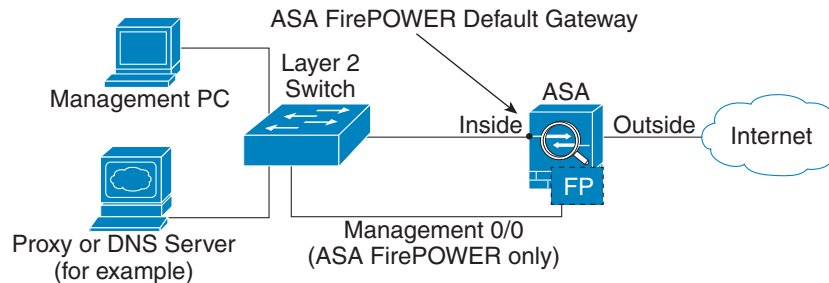 ASA FirePOWER Default Gateway
Layer 2
Switch
Management PC
ASA
Inside
Outside
Internet
FP
Proxy or DNS Server
(for example)
Management 0/0
(ASA FirePOWER only)